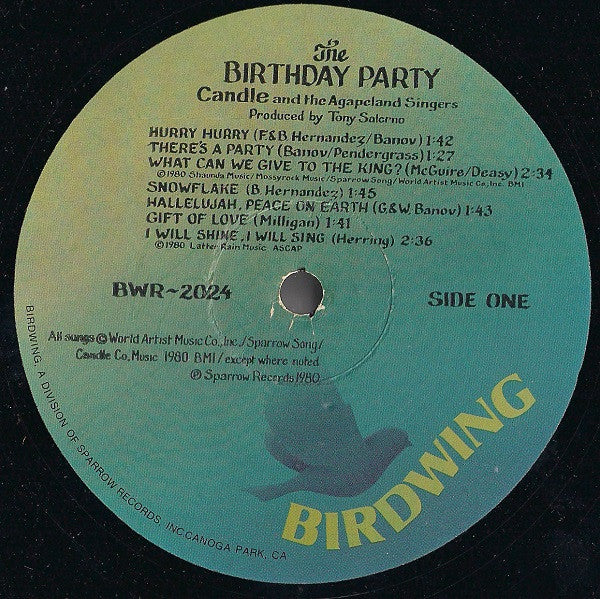 The
BIRTHDAY PARTY
Candle and the Agapeland Singers
Produced by Tony Salerno
HURRY HURRY (F&B Hernandez/Banov) 1:42
THERE'S A PARTY (Banov/Pendergrass) 1:27
WHAT CAN WE GIVE TO THE KING? (McGuire/Deasy) 2:34
©1980 Shaunda Music/Mossyrock Music/Sparrow Song/World Artist Music Co., Inc. BMI
SNOWFLAKE (B Hernandez) 1:45
HALLELUJAH, PEACE ON EARTH (G&W Banov) 1:43
GIFT OF LOVE (Milligan) 1:41
I WILL SHINE, I WILL SING (Herring) 2:36
©1980 Latter Rain Music ASCAP
BWR~2024
SIDE ONE
All songs © World Artist Music Co., Inc./Sparrow Song/
Candle Co. Music 1980 BMI/except where noted.
℗ Sparrow Records 1980
BIRDWING
BIRDWING A DIVISION OF SPARROW RECORDS INC. CANOGA PARK, CA